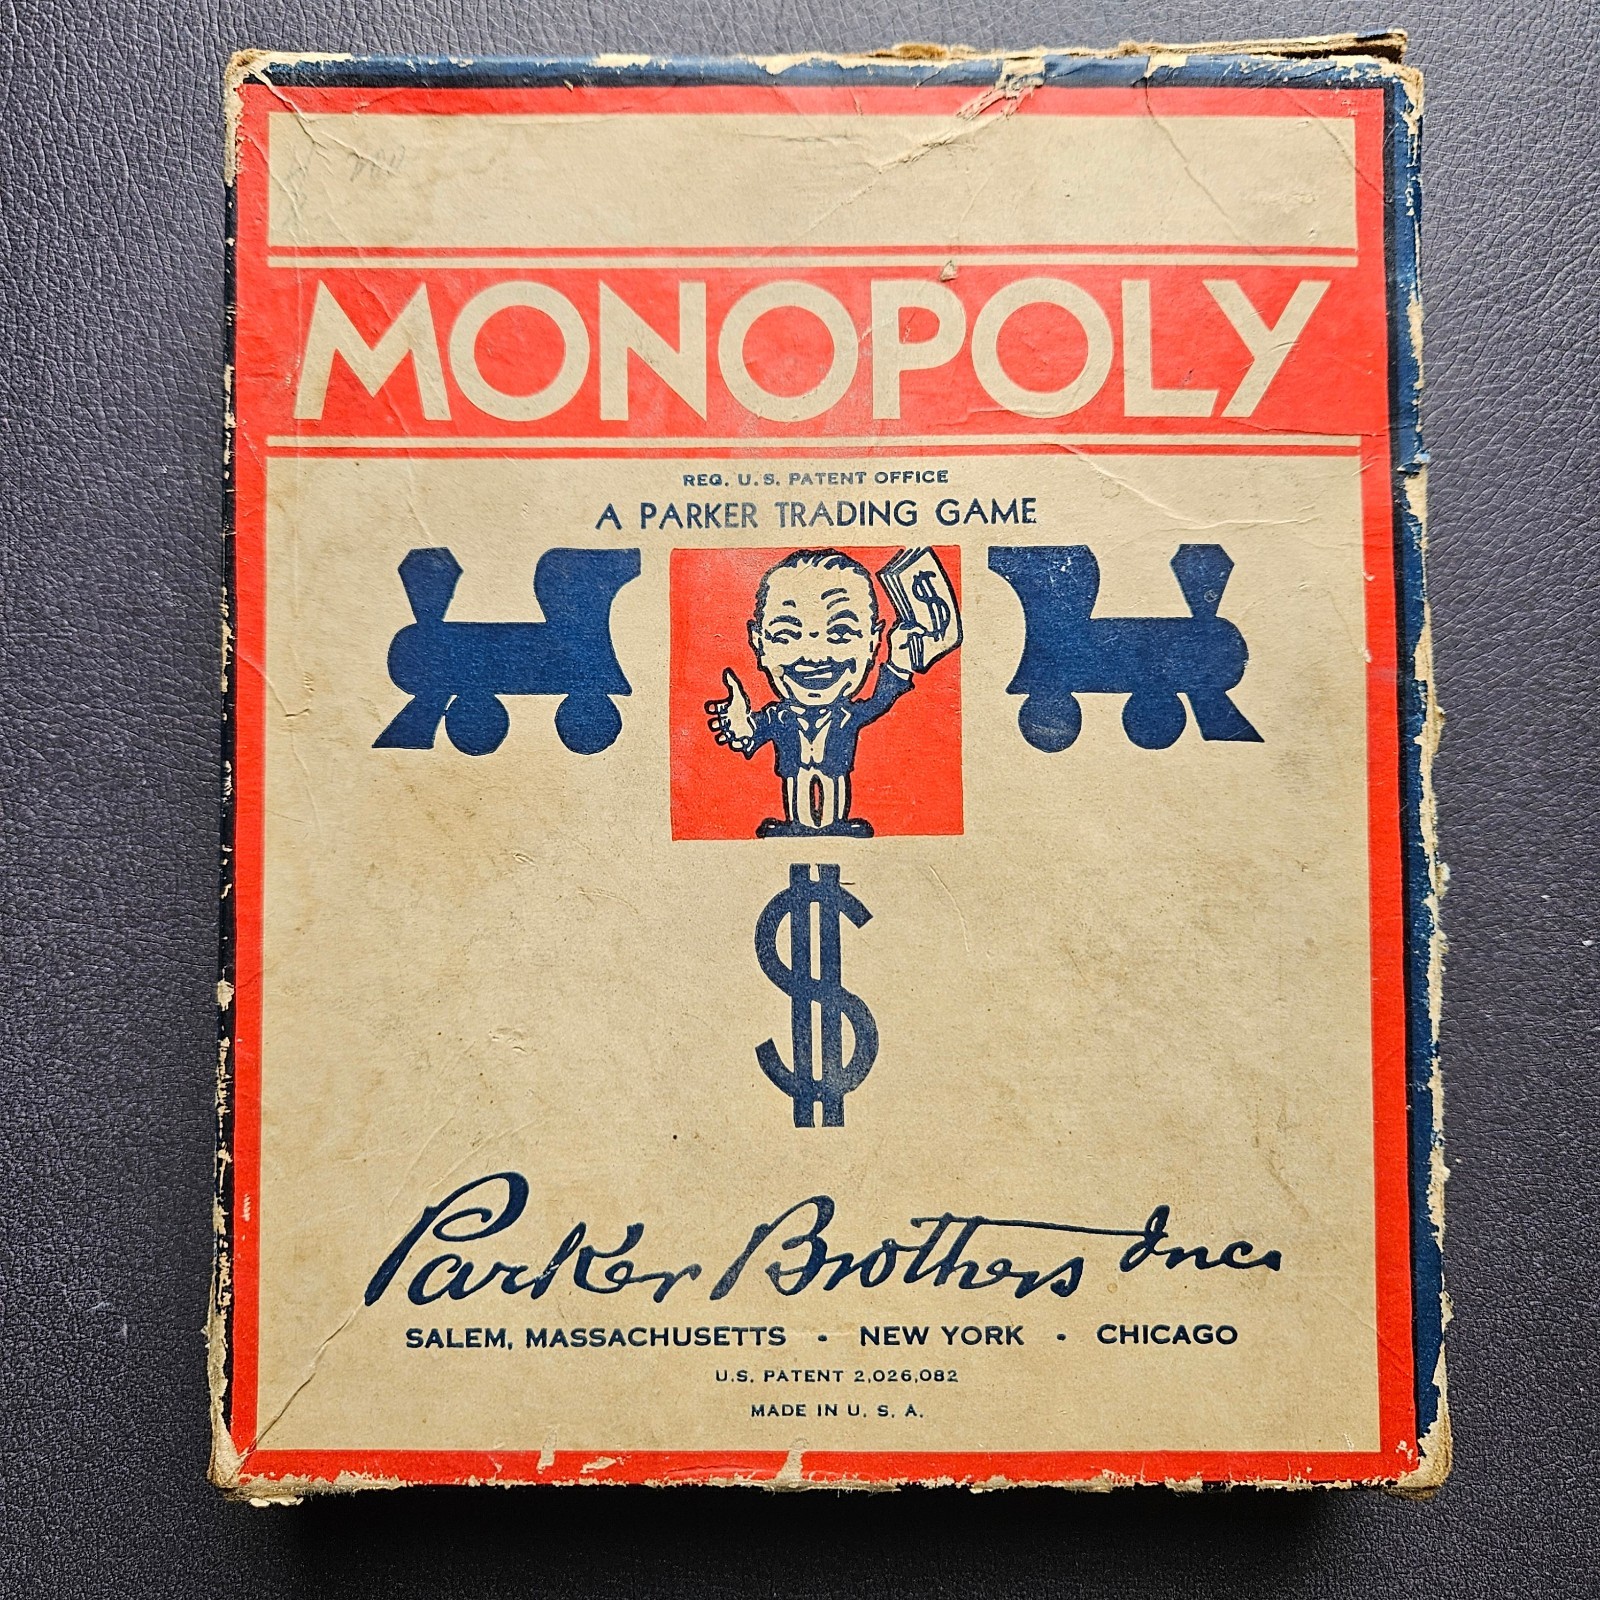 MONOPOLY
REG. U.S. PATENT OFFICE
A PARKER TRADING GAME
$
$
Parker Brothers Inc.
SALEM, MASSACHUSETTS • NEW YORK • CHICAGO
U.S. PATENT 2,026,082
MADE IN U. S. A.